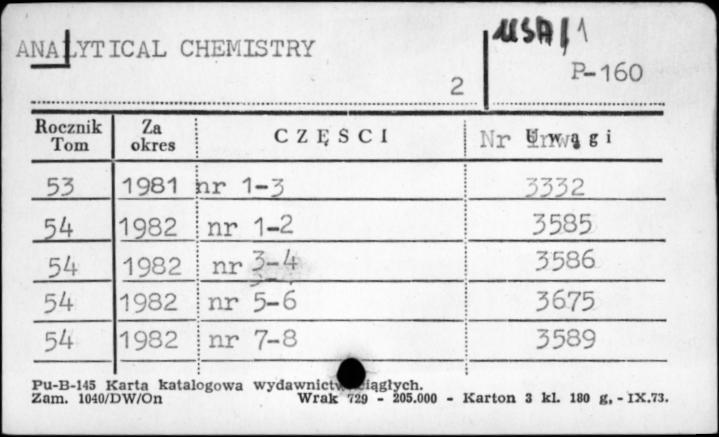 USA/1
ANALYTICAL CHEMISTRY
P-160
2
Rocznik Tom Za okres CZĘŚCI Nr inw. Uwagi
53 1981 nr 1-3 3332
54 1982 nr 1-2 3585
54 1982 nr 3-4 3586
54 1982 nr 5-6 3675
54 1982 nr 7-8 3589
Pu-B-145 Karta katalogowa wydawnictw ciągłych.
Zam. 1040/DW/On Wrak 729 - 205.000 - Karton 3 kl. 180 g, - IX.73.